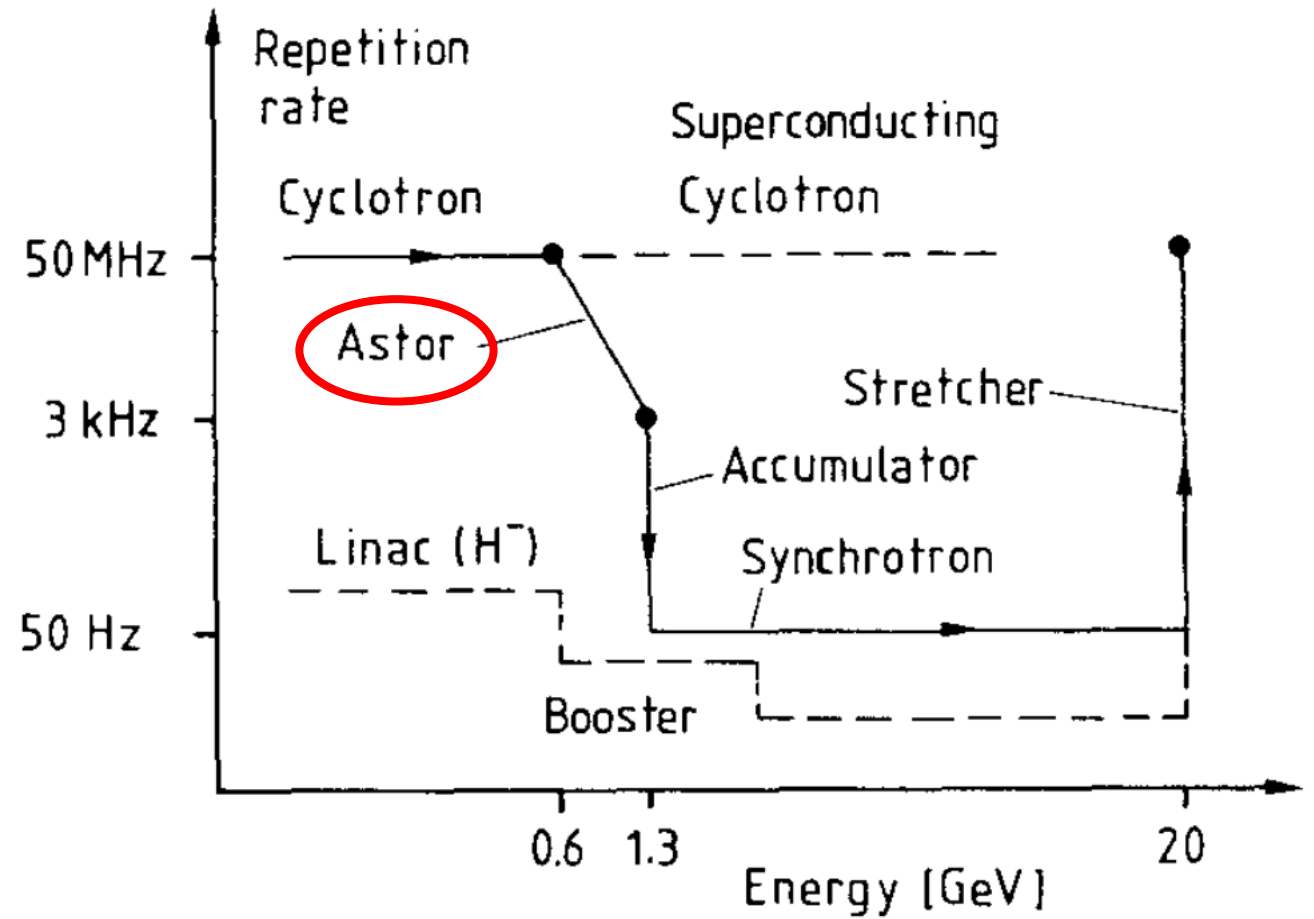 Repetition
rate
Superconducting
Cyclotron
Cyclotron
50 MHz
Astor
Stretcher
3 kHz
Accumulator
Linac (H⁻)
Synchrotron
50 Hz
Booster
0.6 1.3 20
Energy [GeV]